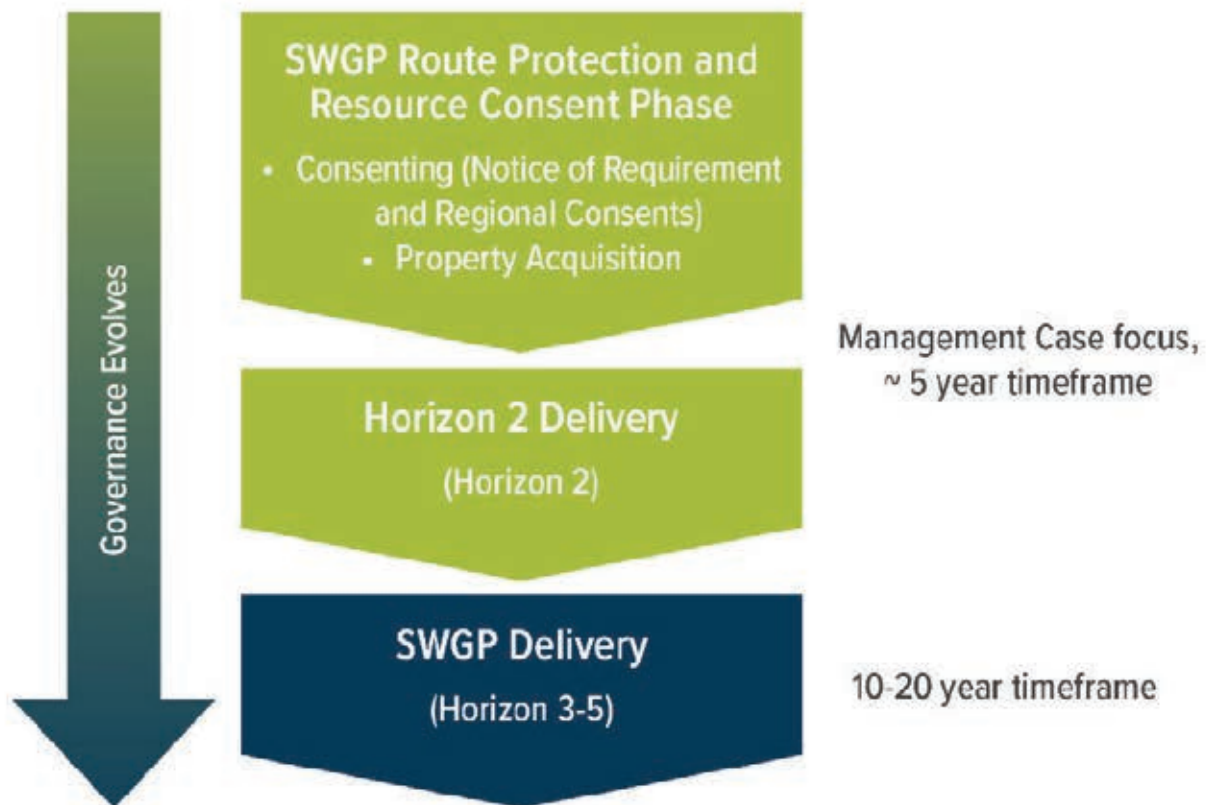 Governance Evolves
SWGP Route Protection and
Resource Consent Phase
• Consenting (Notice of Requirement
and Regional Consents)
• Property Acquisition
Management Case focus,
~ 5 year timeframe
Horizon 2 Delivery
(Horizon 2)
SWGP Delivery
(Horizon 3-5)
10-20 year timeframe